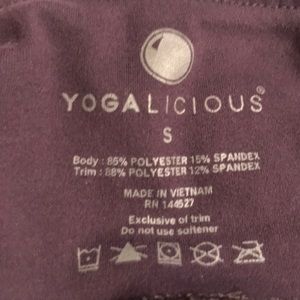 YOGALICIOUS®
S
Body : 85% POLYESTER 15% SPANDEX
Trim : 88% POLYESTER 12% SPANDEX
MADE IN VIETNAM
RN 144527
Exclusive of trim
Do not use softener